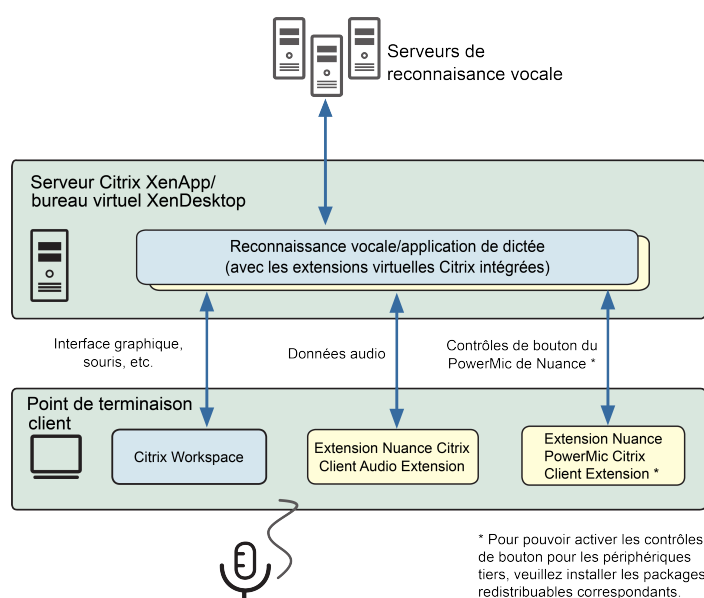 Serveurs de
reconnaisance vocale
Serveur Citrix XenApp/
bureau virtuel XenDesktop
Reconnaissance vocale/application de dictée
(avec les extensions virtuelles Citrix intégrées)
Interface graphique,
souris, etc.
Données audio
Contrôles de bouton du
PowerMic de Nuance *
Point de terminaison
client
Citrix Workspace
Extension Nuance Citrix
Client Audio Extension
Extension Nuance
PowerMic Citrix
Client Extension *
* Pour pouvoir activer les contrôles
de bouton pour les périphériques
tiers, veuillez installer les packages
redistribuables correspondants.